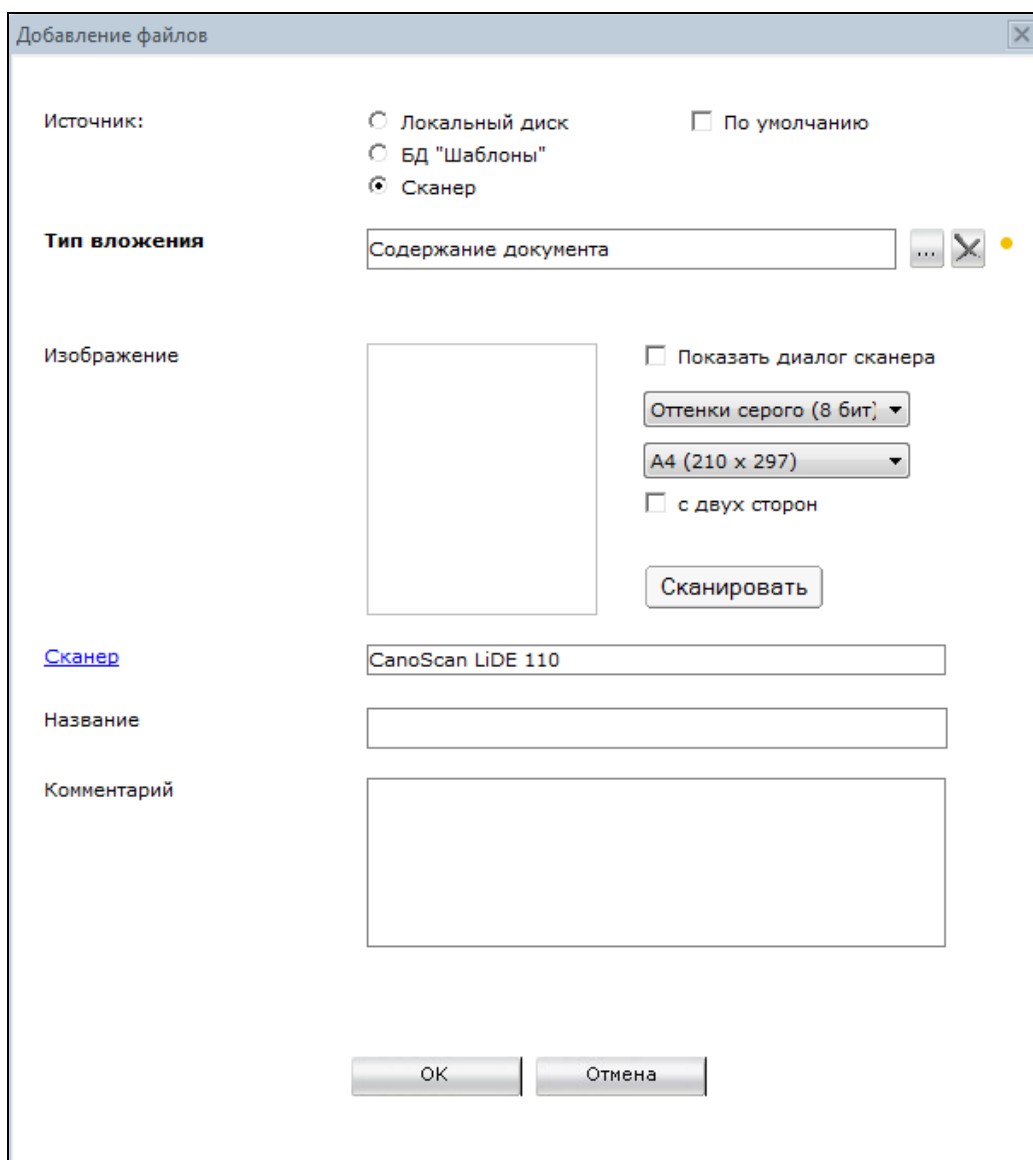 Добавление файлов
Источник:
Локальный диск
По умолчанию
БД "Шаблоны"
Сканер
Тип вложения
Содержание документа
...
Изображение
Показать диалог сканера
Оттенки серого (8 бит)
A4 (210 x 297)
с двух сторон
Сканировать
Сканер
CanoScan LiDE 110
Название
Комментарий
ОК
Отмена